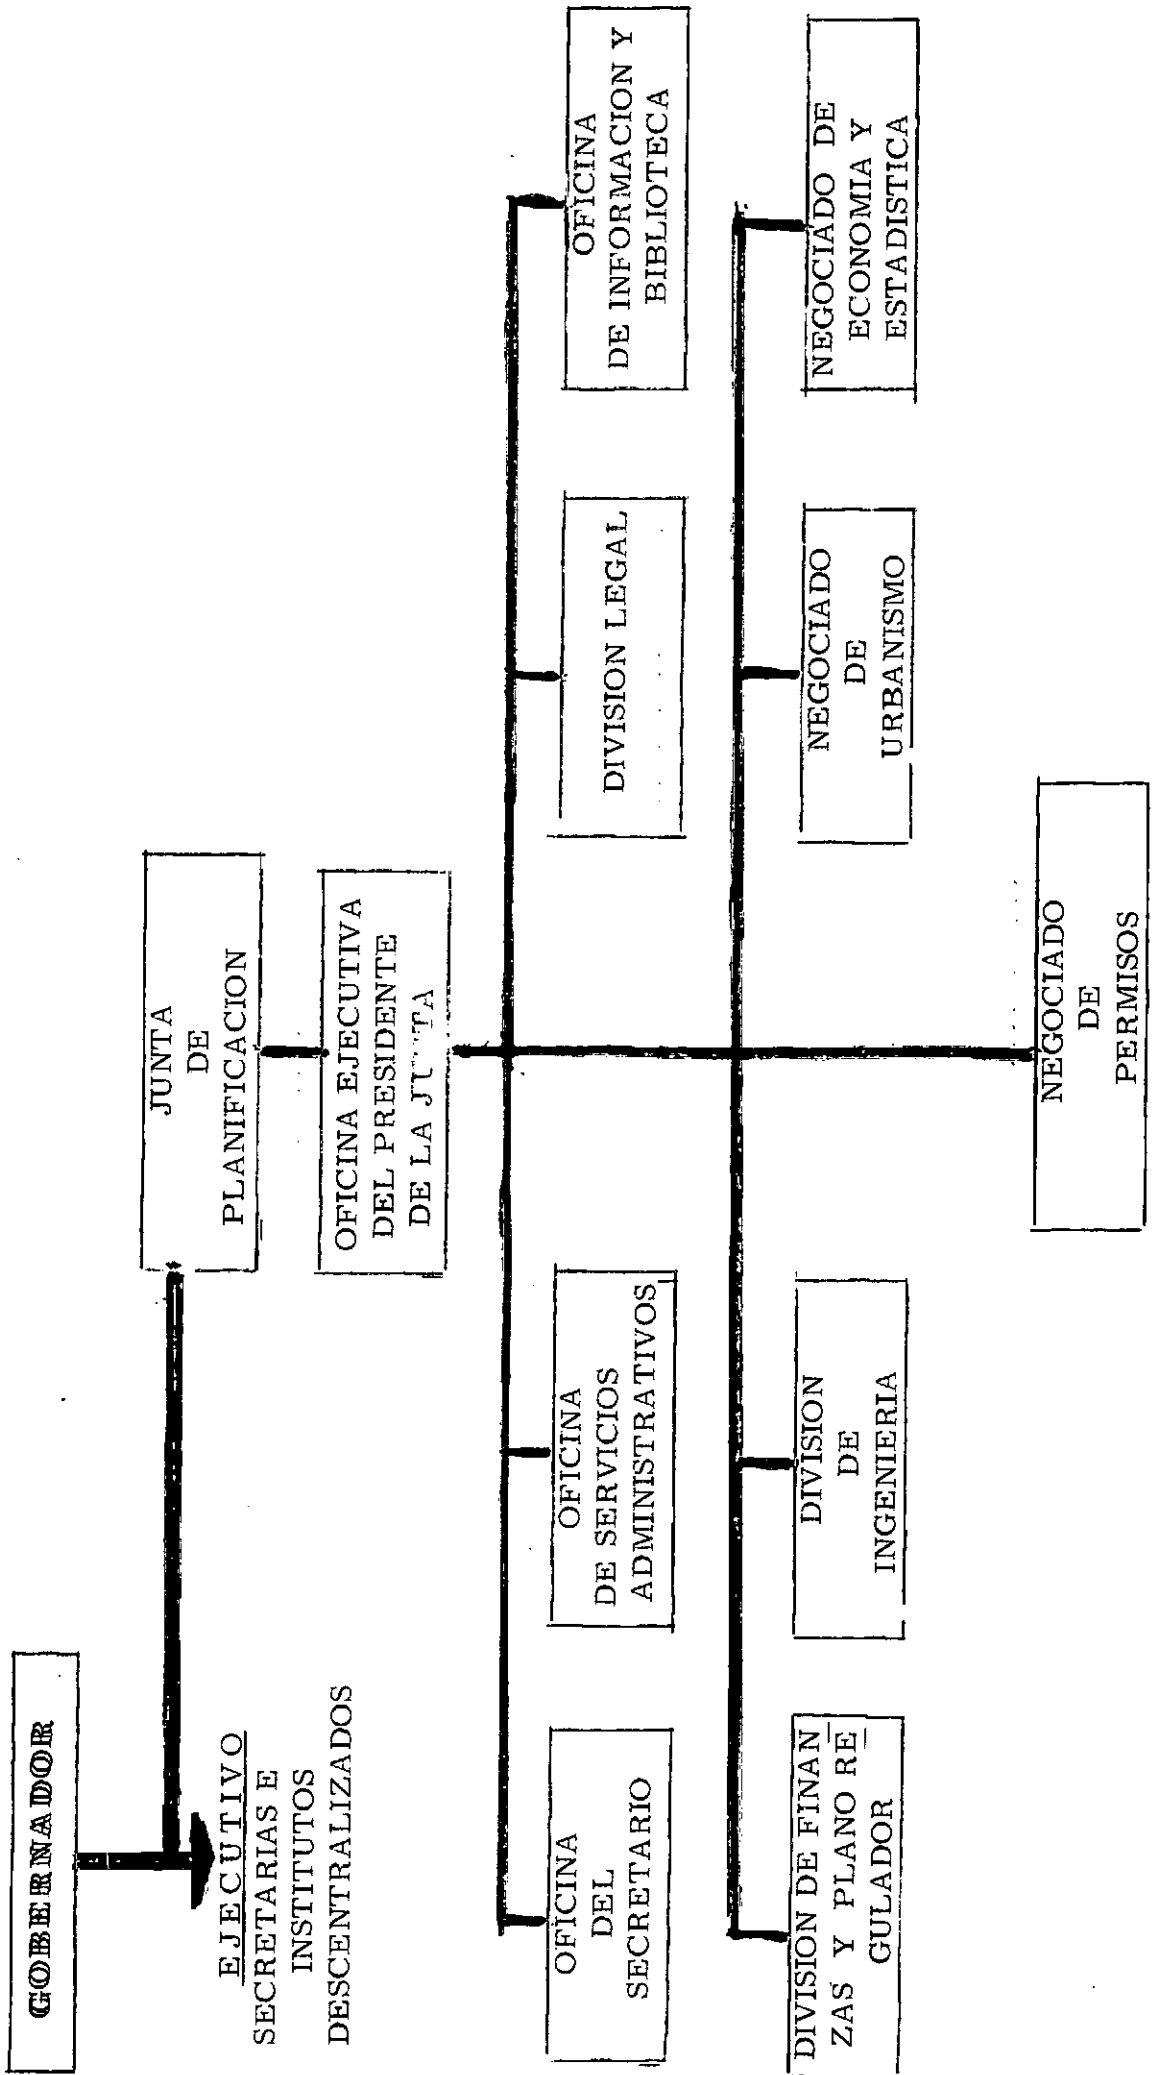 GOBERNADOR
EJECUTIVO
SECRETARIAS E
INSTITUTOS
DESCENTRALIZADOS
JUNTA
DE
PLANIFICACION
OFICINA EJECUTIVA
DEL PRESIDENTE
DE LA JUNTA
OFICINA
DEL
SECRETARIO
OFICINA
DE SERVICIOS
ADMINISTRATIVOS
DIVISION LEGAL
OFICINA
DE INFORMACION Y
BIBLIOTECA
DIVISION DE FINAN
ZAS Y PLANO RE
GULADOR
DIVISION
DE
INGENIERIA
NEGOCIADO
DE
URBANISMO
NEGOCIADO DE
ECONOMIA Y
ESTADISTICA
NEGOCIADO
DE
PERMISOS